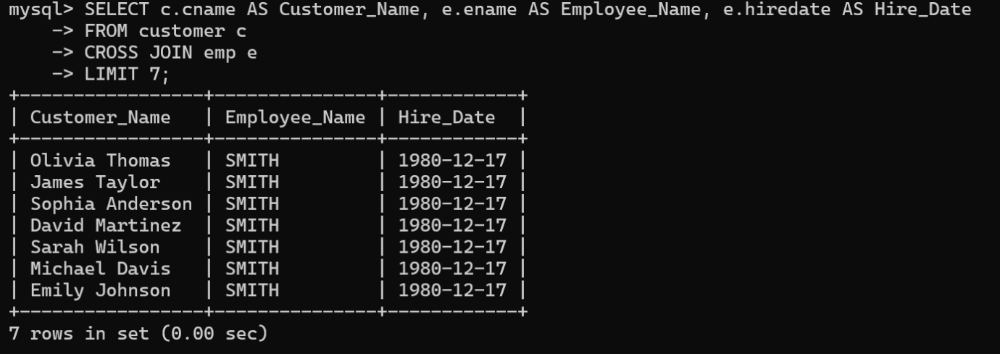 mysql> SELECT c.cname AS Customer_Name, e.ename AS Employee_Name, e.hiredate AS Hire_Date
    -> FROM customer c
    -> CROSS JOIN emp e
    -> LIMIT 7;
+-----------------+---------------+------------+
| Customer_Name   | Employee_Name | Hire_Date  |
+-----------------+---------------+------------+
| Olivia Thomas   | SMITH         | 1980-12-17 |
| James Taylor    | SMITH         | 1980-12-17 |
| Sophia Anderson | SMITH         | 1980-12-17 |
| David Martinez  | SMITH         | 1980-12-17 |
| Sarah Wilson    | SMITH         | 1980-12-17 |
| Michael Davis   | SMITH         | 1980-12-17 |
| Emily Johnson   | SMITH         | 1980-12-17 |
+-----------------+---------------+------------+
7 rows in set (0.00 sec)